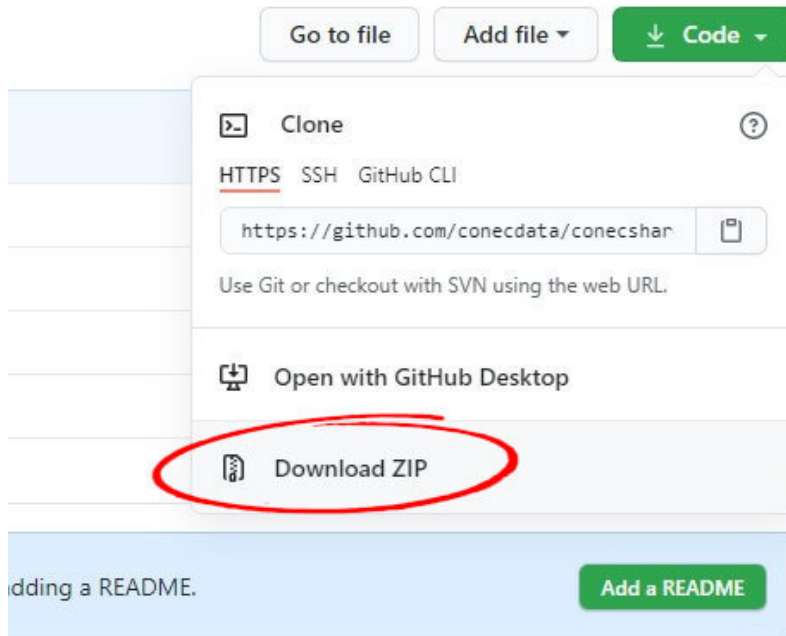 Go to file Add file Code
Clone
HTTPS SSH GitHub CLI
https://github.com/conecdata/conecshar
Use Git or checkout with SVN using the web URL.
Open with GitHub Desktop
Download ZIP
adding a README. Add a README